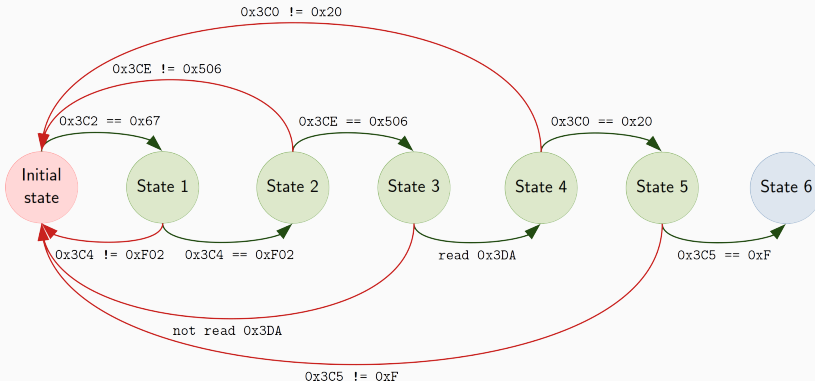 0x3C0 != 0x20
0x3CE != 0x506
0x3C2 == 0x67
0x3CE == 0x506
0x3C0 == 0x20
Initial
state
State 1
State 2
State 3
State 4
State 5
State 6
0x3C4 != 0xF02
0x3C4 == 0xF02
read 0x3DA
0x3C5 == 0xF
not read 0x3DA
0x3C5 != 0xF